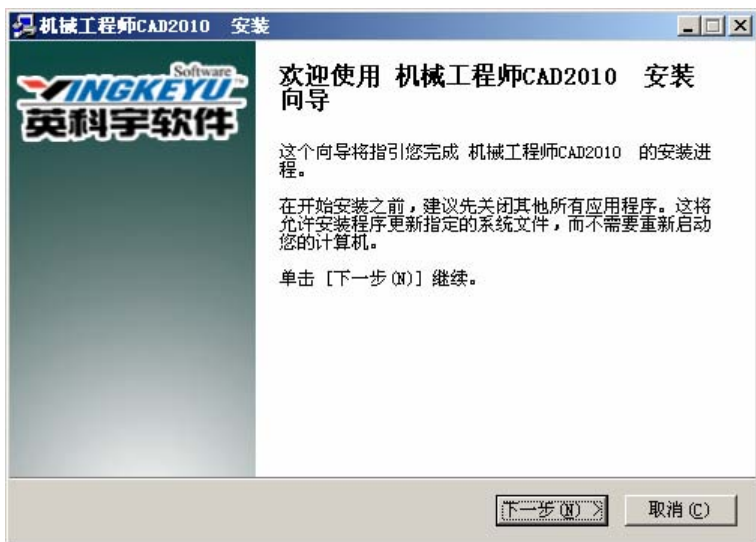 机械工程师CAD2010 安装
Software
YINGKEYU
英科宇软件
欢迎使用 机械工程师CAD2010 安装
向导
这个向导将指引您完成 机械工程师CAD2010 的安装进
程。
在开始安装之前，建议先关闭其他所有应用程序。这将
允许安装程序更新指定的系统文件，而不需要重新启动
您的计算机。
单击 [下一步(N)] 继续。
下一步(N) >
取消(C)